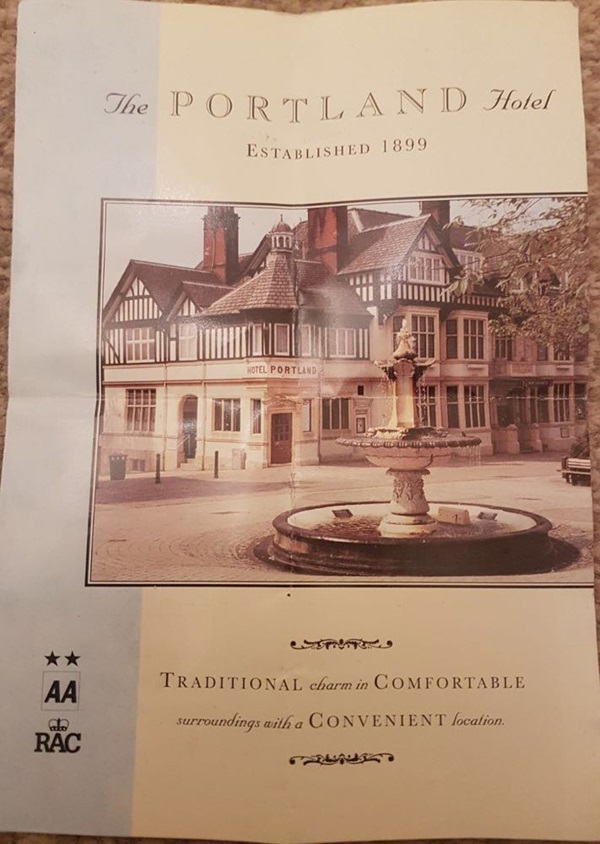 The PORTLAND Hotel
ESTABLISHED 1899
HOTEL PORTLAND
★★
AA
RAC
TRADITIONAL charm in COMFORTABLE
surroundings with a CONVENIENT location.